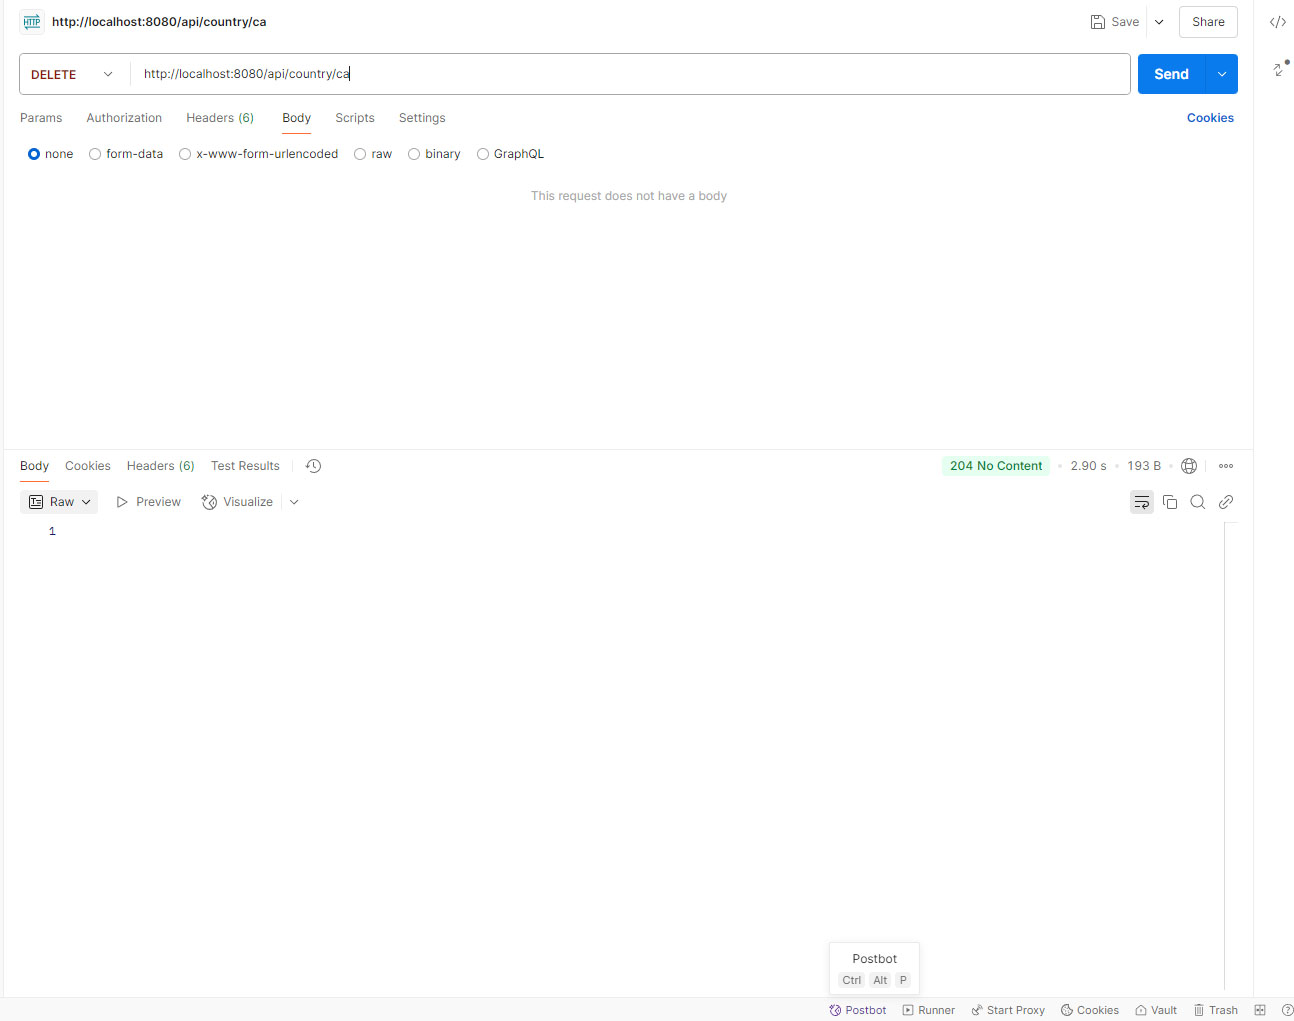 HTTP http://localhost:8080/api/country/ca Save Share
DELETE http://localhost:8080/api/country/ca Send
Params Authorization Headers (6) Body Scripts Settings Cookies
none form-data x-www-form-urlencoded raw binary GraphQL
This request does not have a body
Body Cookies Headers (6) Test Results 204 No Content 2.90 s 193 B
Raw Preview Visualize
1
Postbot
Ctrl Alt P
Postbot Runner Start Proxy Cookies Vault Trash